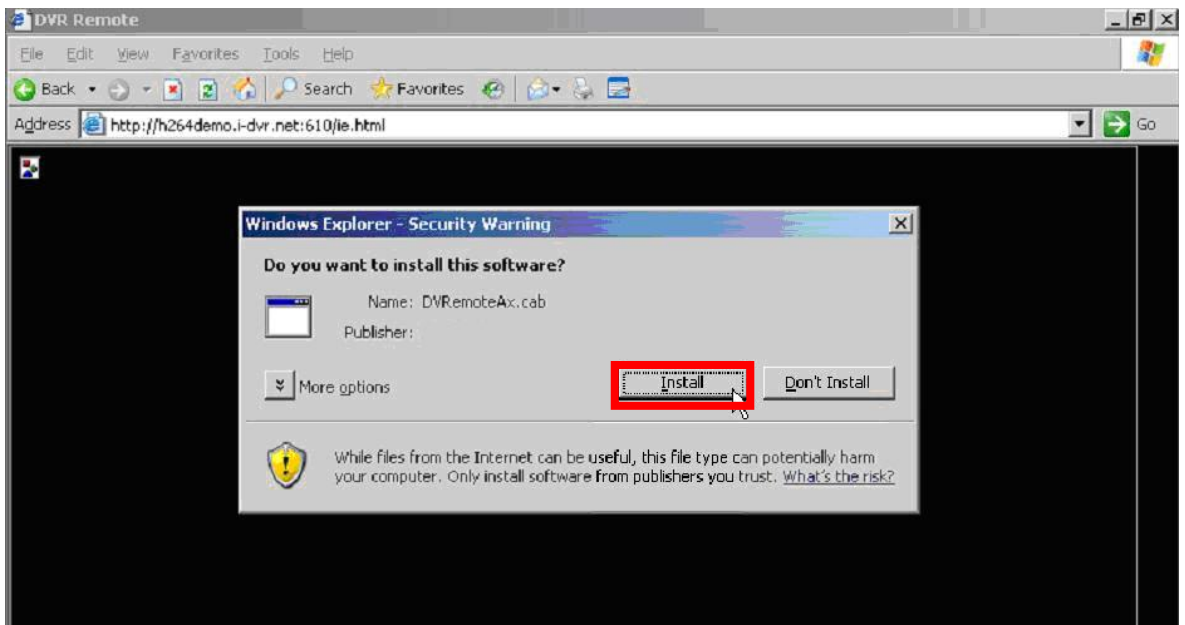 DVR Remote
File Edit View Favorites Tools Help
Back Search Favorites
Address http://h264demo.i-dvr.net:610/ie.html Go
Windows Explorer - Security Warning
Do you want to install this software?
Name: DVRemoteAx.cab
Publisher:
More options Install Don't Install
While files from the Internet can be useful, this file type can potentially harm
your computer. Only install software from publishers you trust. What's the risk?